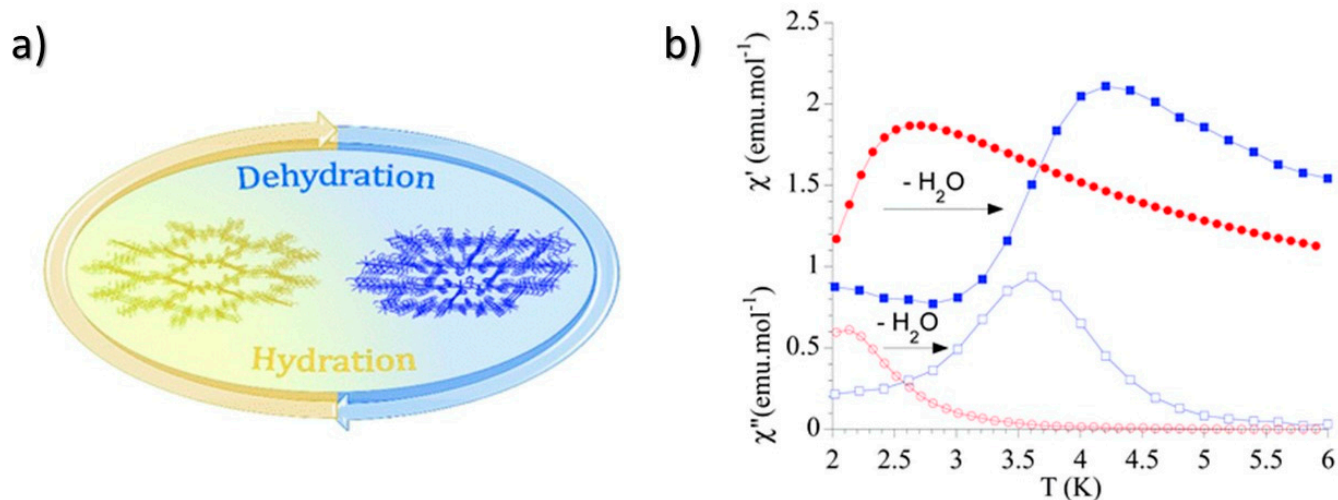 a)
Dehydration
Hydration
b)
χ' (emu.mol⁻¹)
χ"(emu.mol⁻¹)
2.5
2
1.5
1
0.5
0
- H₂O
- H₂O
2 2.5 3 3.5 4 4.5 5 5.5 6
T (K)